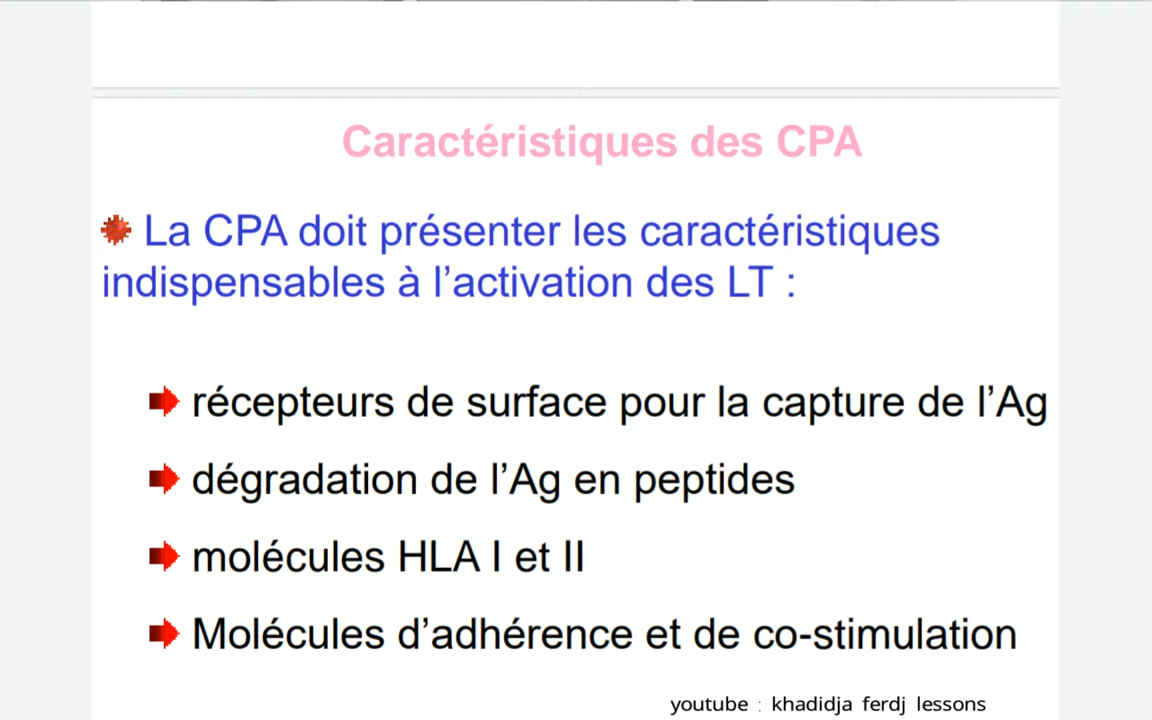 Caractéristiques des CPA
La CPA doit présenter les caractéristiques
indispensables à l’activation des LT :
récepteurs de surface pour la capture de l’Ag
dégradation de l’Ag en peptides
molécules HLA I et II
Molécules d’adhérence et de co-stimulation
youtube : khadidja ferdj lessons